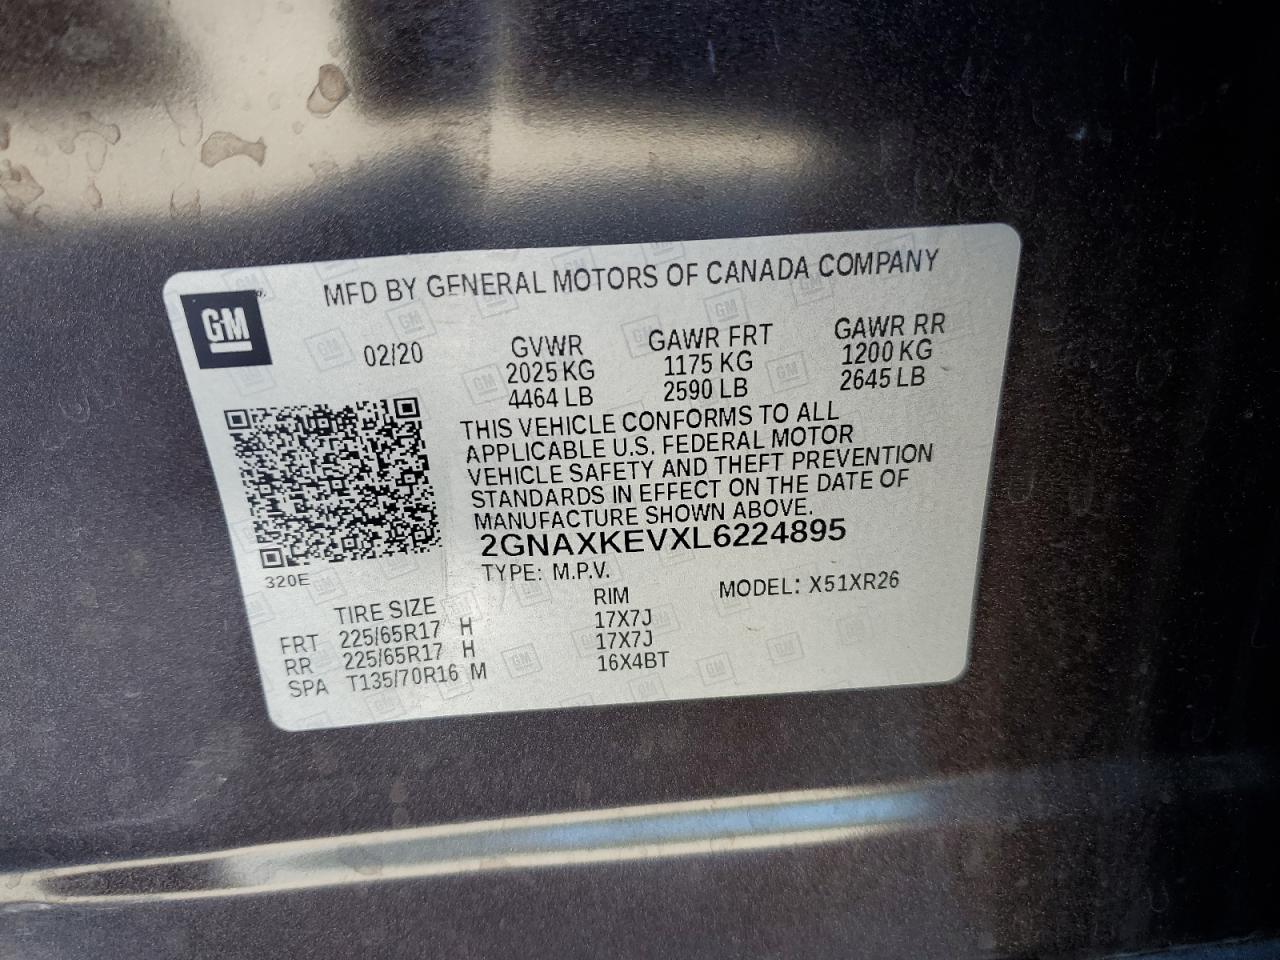 MFD BY GENERAL MOTORS OF CANADA COMPANY
GM
02/20
GVWR GAWR FRT GAWR RR
2025 KG 1175 KG 1200 KG
4464 LB 2590 LB 2645 LB
THIS VEHICLE CONFORMS TO ALL
APPLICABLE U.S. FEDERAL MOTOR
VEHICLE SAFETY AND THEFT PREVENTION
STANDARDS IN EFFECT ON THE DATE OF
MANUFACTURE SHOWN ABOVE.
2GNAXKEVXL6224895
320E
TYPE: M.P.V. MODEL: X51XR26
TIRE SIZE RIM
FRT 225/65R17 H 17X7J
RR 225/65R17 H 17X7J
SPA T135/70R16 M 16X4BT